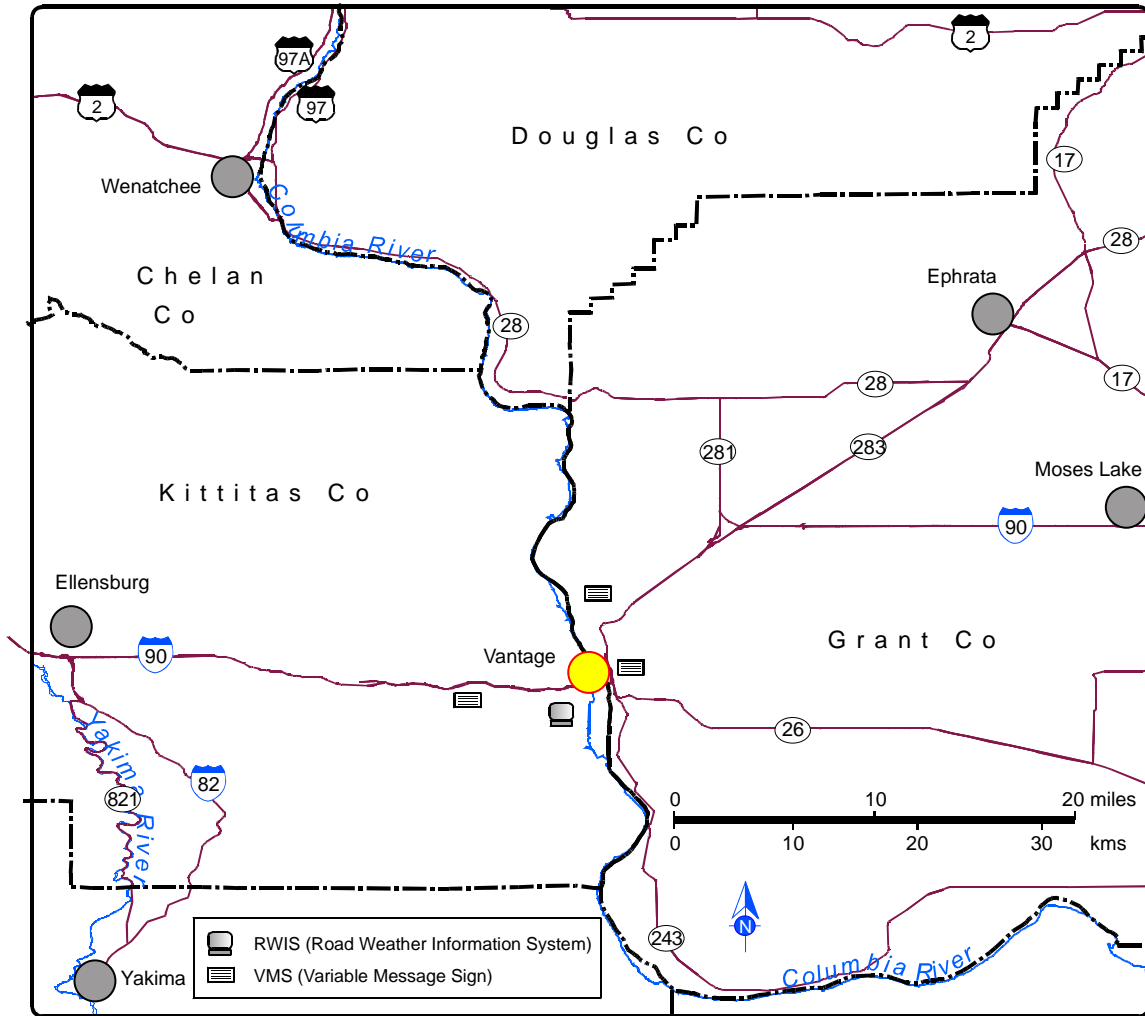 2
97A
2
97
Douglas Co
17
Wenatchee
Columbia River
28
Chelan
Co
Ephrata
28
17
28
281
283
Moses Lake
Kittitas Co
90
Ellensburg
90
Vantage
Grant Co
26
Yakima River
82
821
0 10 20 miles
0 10 20 30 kms
N
243
Columbia River
RWIS (Road Weather Information System)
VMS (Variable Message Sign)
Yakima